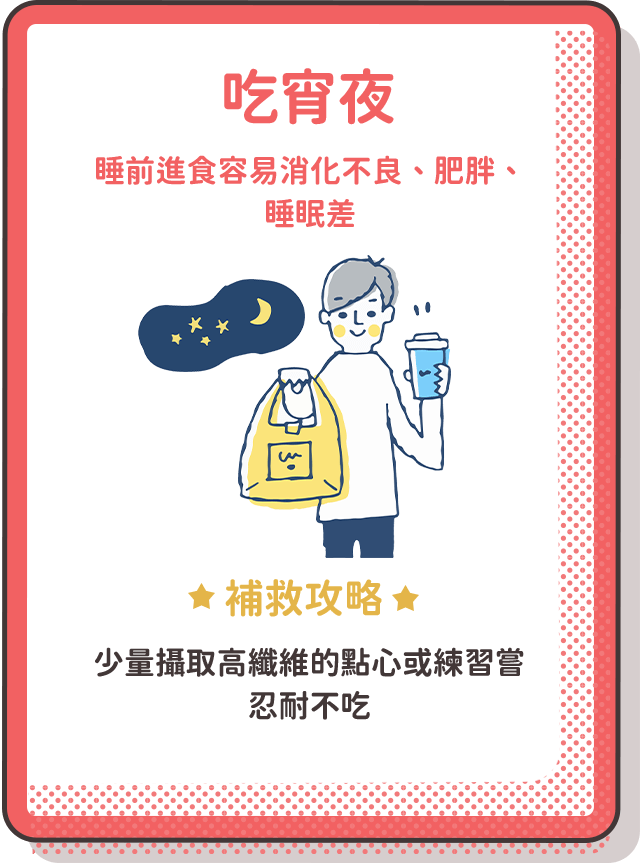 吃宵夜
睡前進食容易消化不良、肥胖、
睡眠差
補救攻略
少量攝取高纖維的點心或練習嘗
忍耐不吃